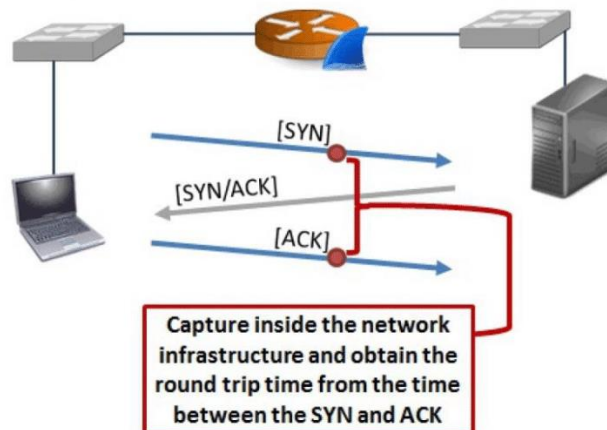 [SYN]
[SYN/ACK]
[ACK]
Capture inside the network
infrastructure and obtain the
round trip time from the time
between the SYN and ACK